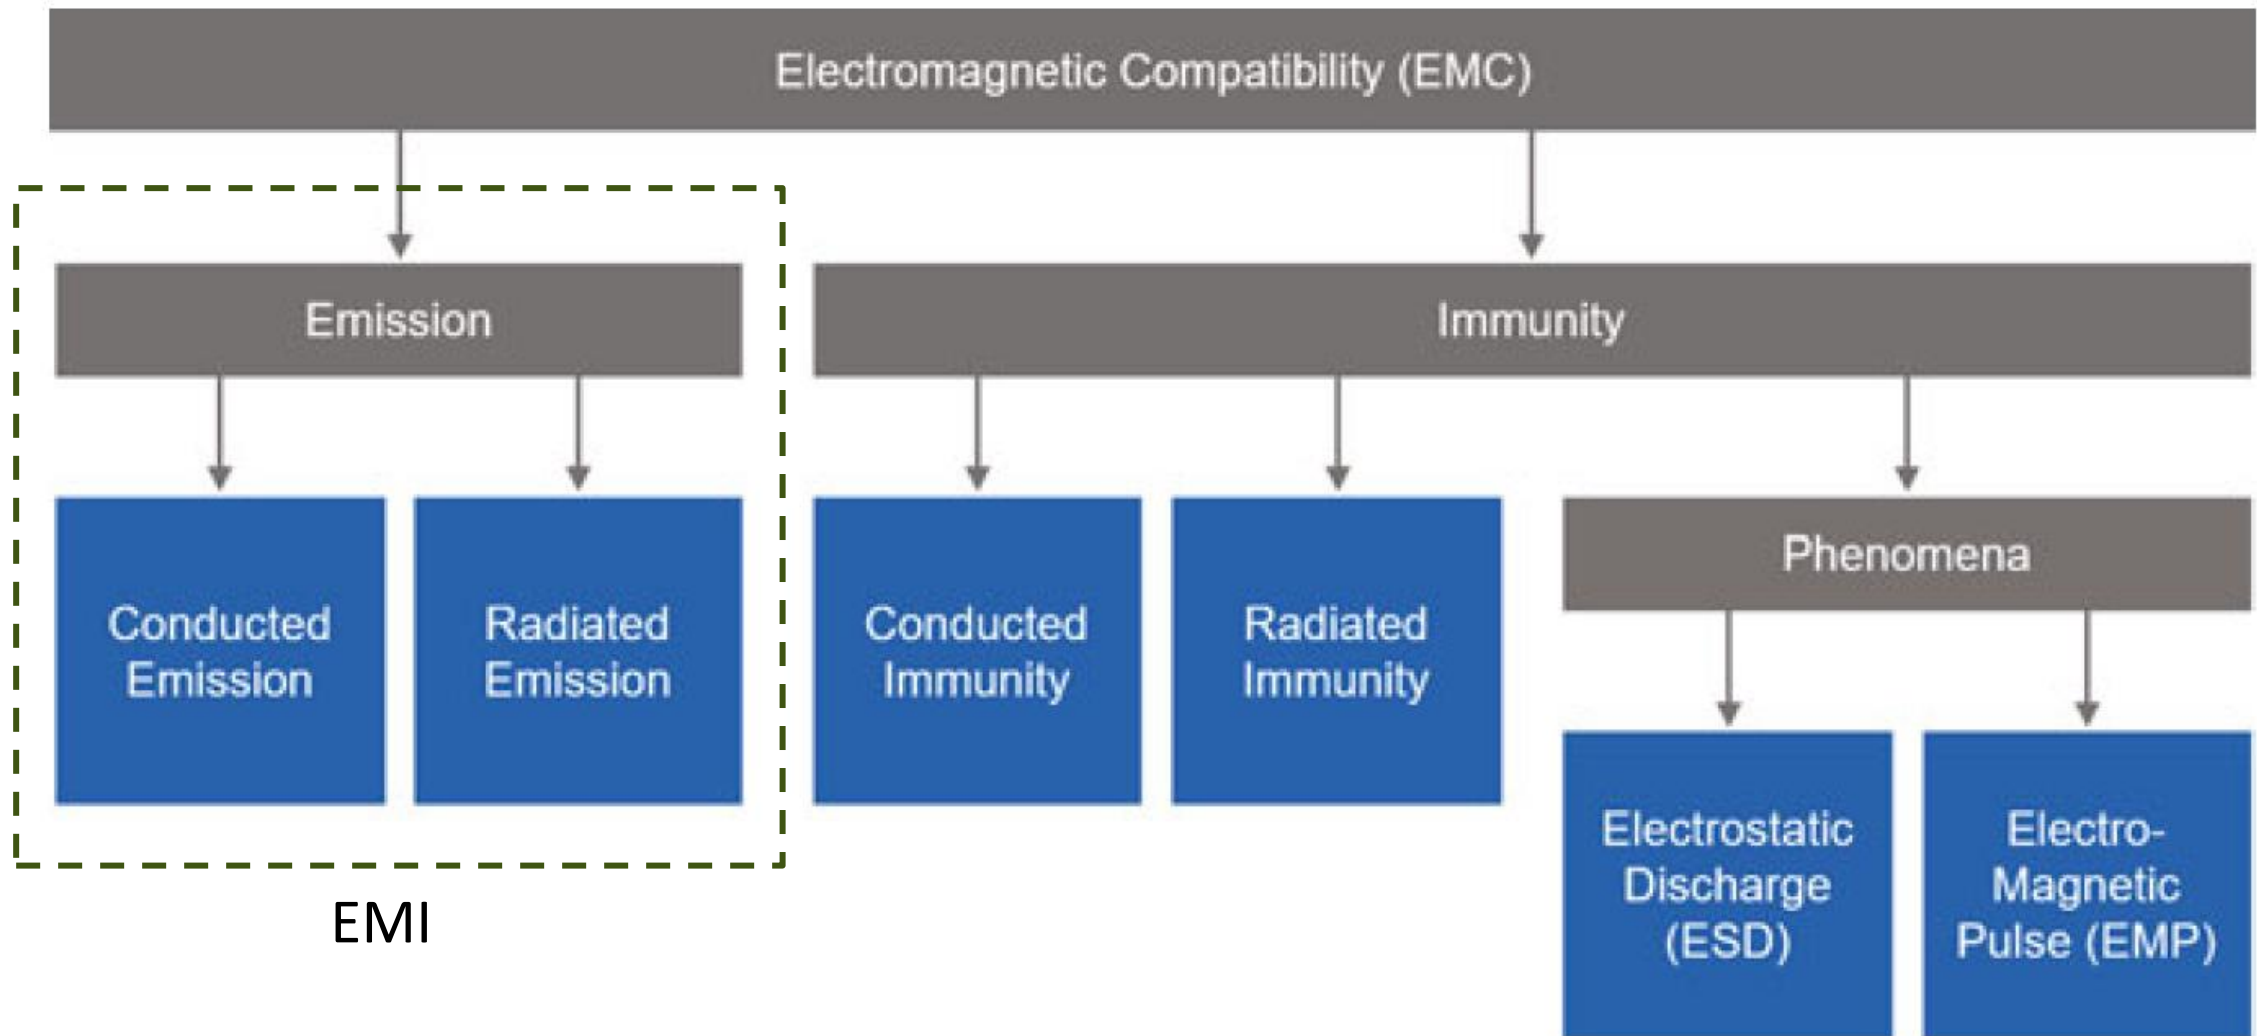 Electromagnetic Compatibility (EMC)
Emission
Immunity
Conducted
Emission
Radiated
Emission
Conducted
Immunity
Radiated
Immunity
Phenomena
Electrostatic
Discharge
(ESD)
Electro-
Magnetic
Pulse (EMP)
EMI